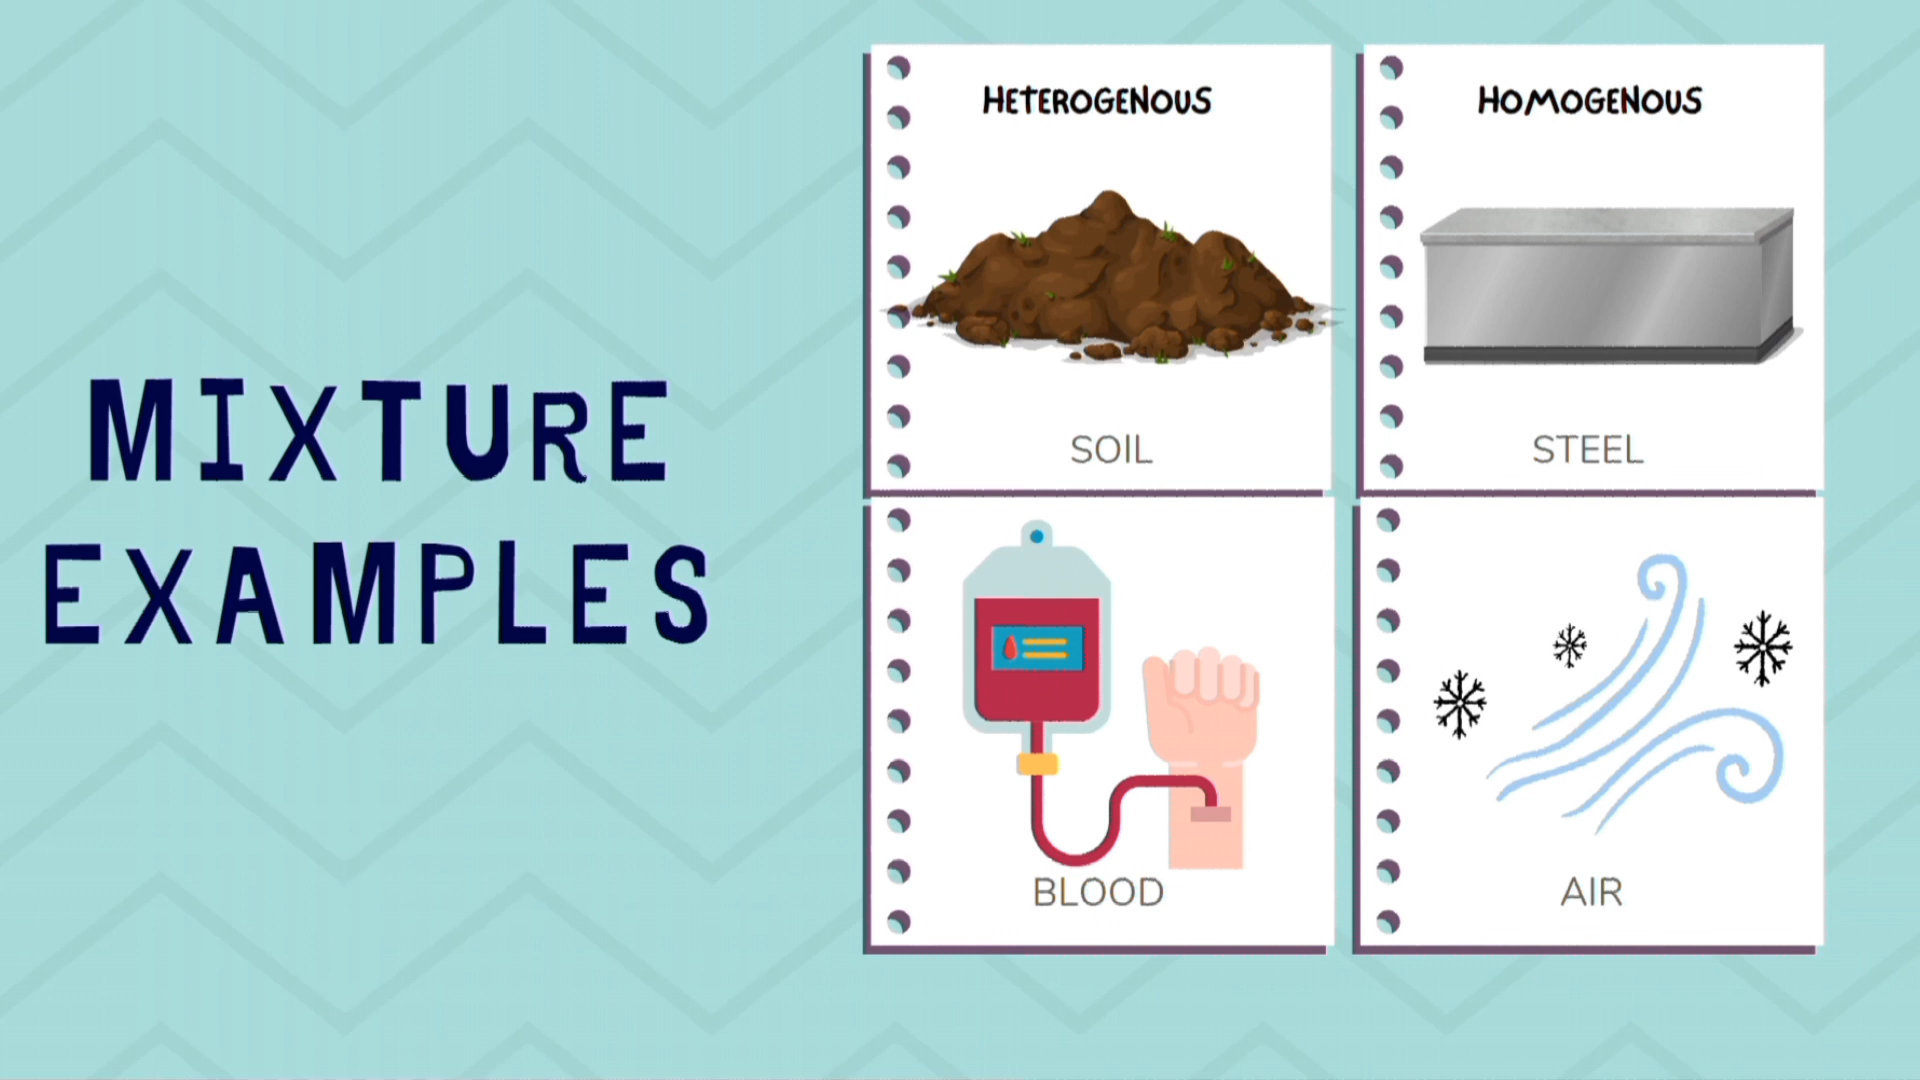 MIXTURE
EXAMPLES
HETEROGENOUS
SOIL
HOMOGENOUS
STEEL
BLOOD
AIR